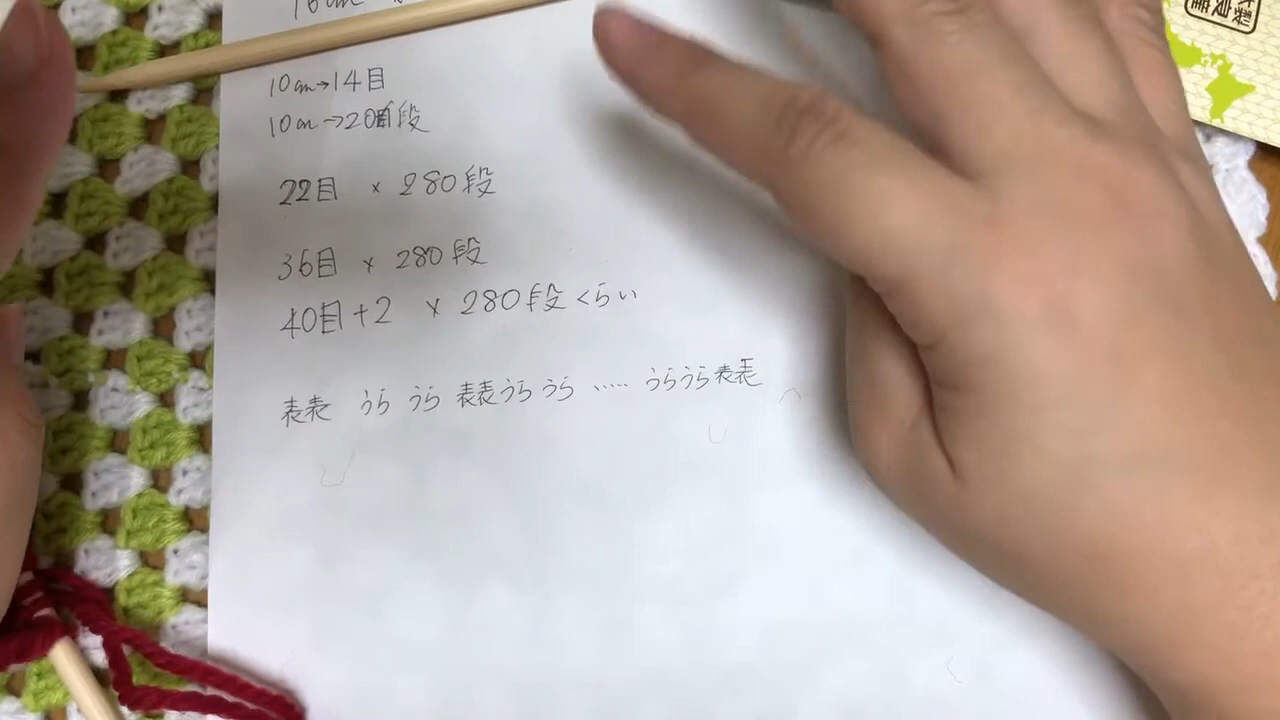 16cm
10cm→14目
10cm→20段
22目 × 280段
36目 × 280段
40目+2 × 280段くらい
表表 うら うら 表表うら うら …… うらうら表表